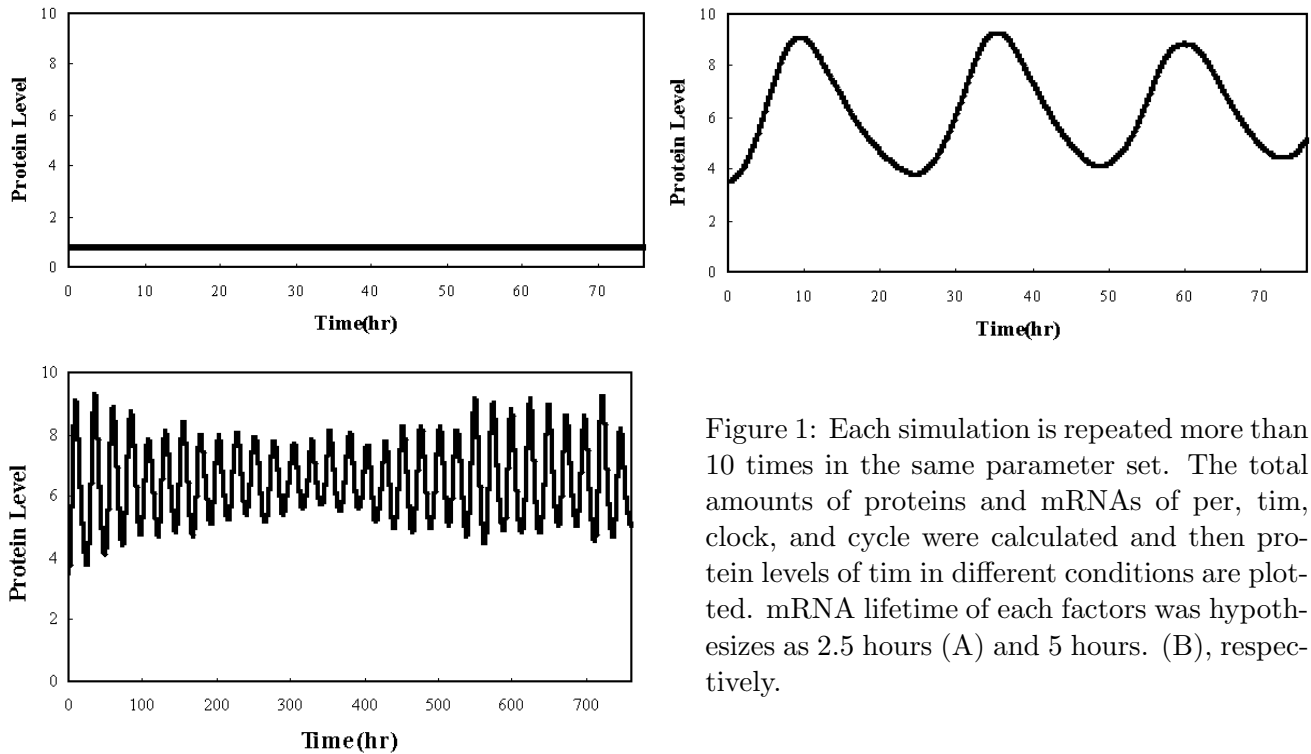 10
8
6
4
2
0
Protein Level
0 10 20 30 40 50 60 70
Time(hr)
10
8
6
4
2
0
Protein Level
0 10 20 30 40 50 60 70
Time(hr)
10
8
6
4
2
0
Protein Level
0 100 200 300 400 500 600 700
Time(hr)
Figure 1: Each simulation is repeated more than
10 times in the same parameter set. The total
amounts of proteins and mRNAs of per, tim,
clock, and cycle were calculated and then pro-
tein levels of tim in different conditions are plot-
ted. mRNA lifetime of each factors was hypoth-
esizes as 2.5 hours (A) and 5 hours. (B), respec-
tively.